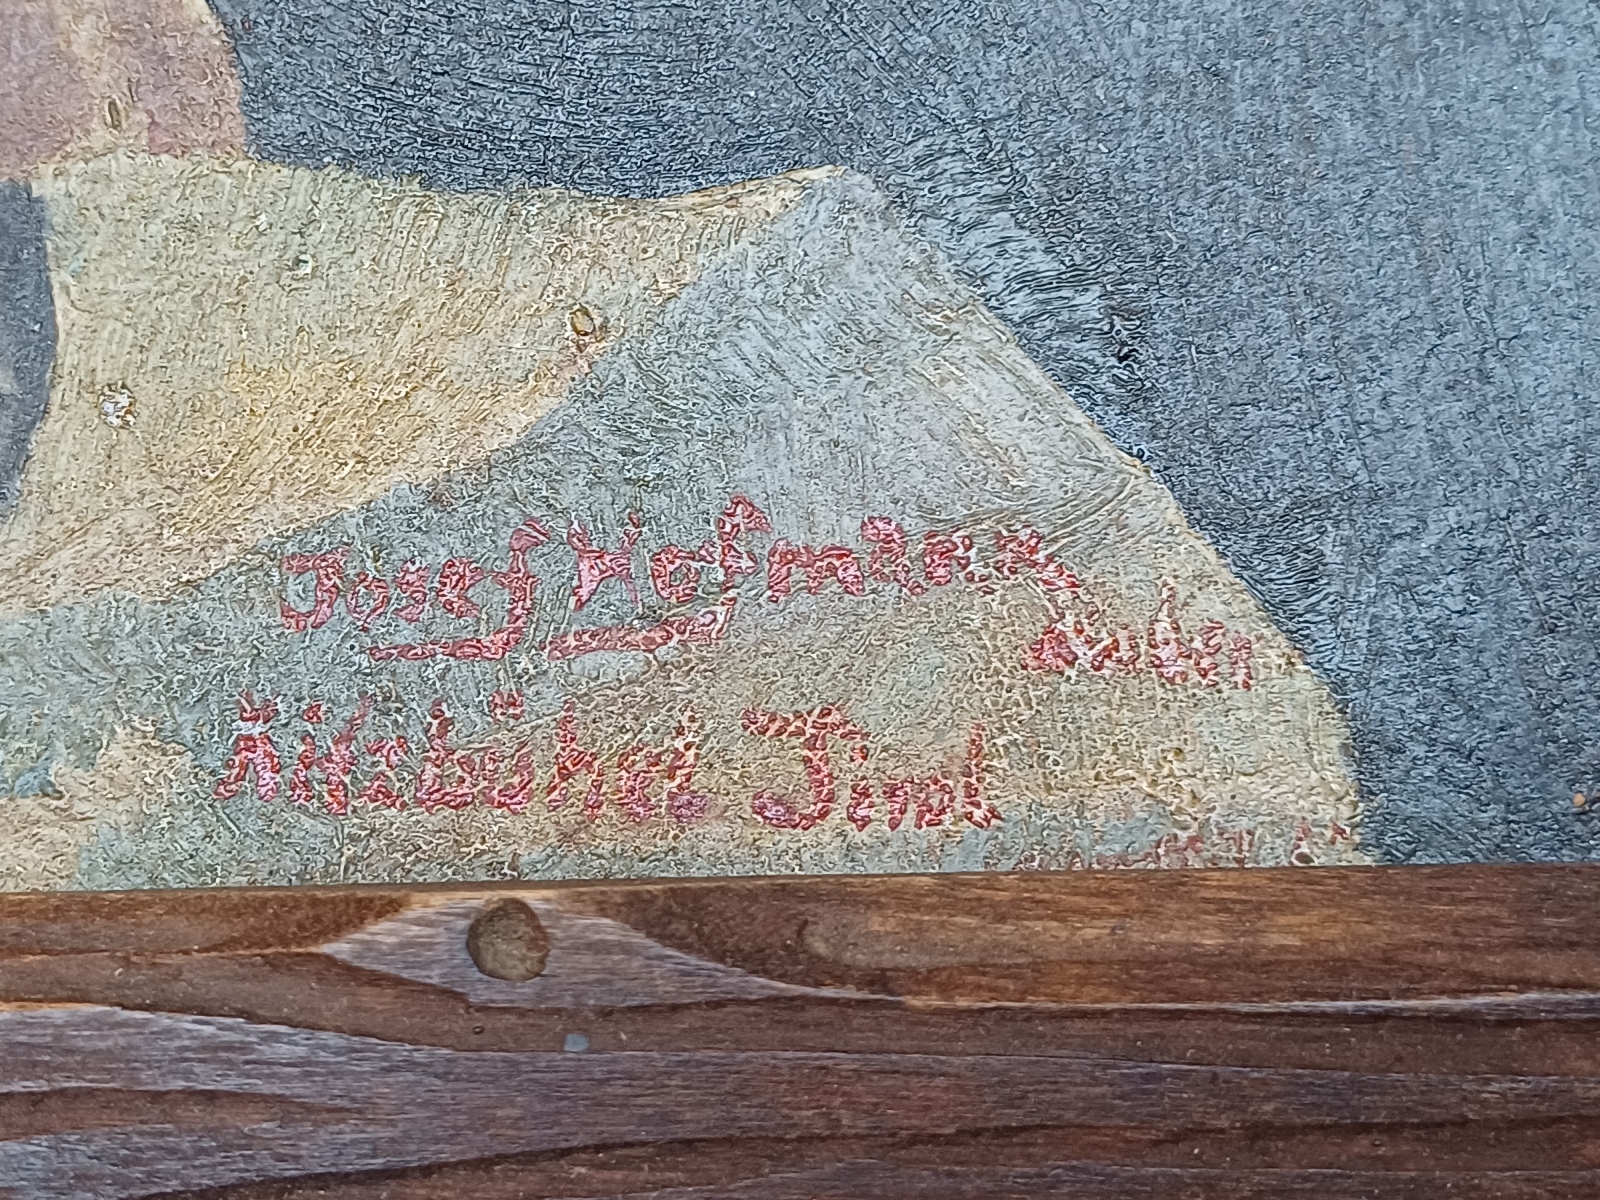 Josef Hofmann
Kitzbühel Tirol